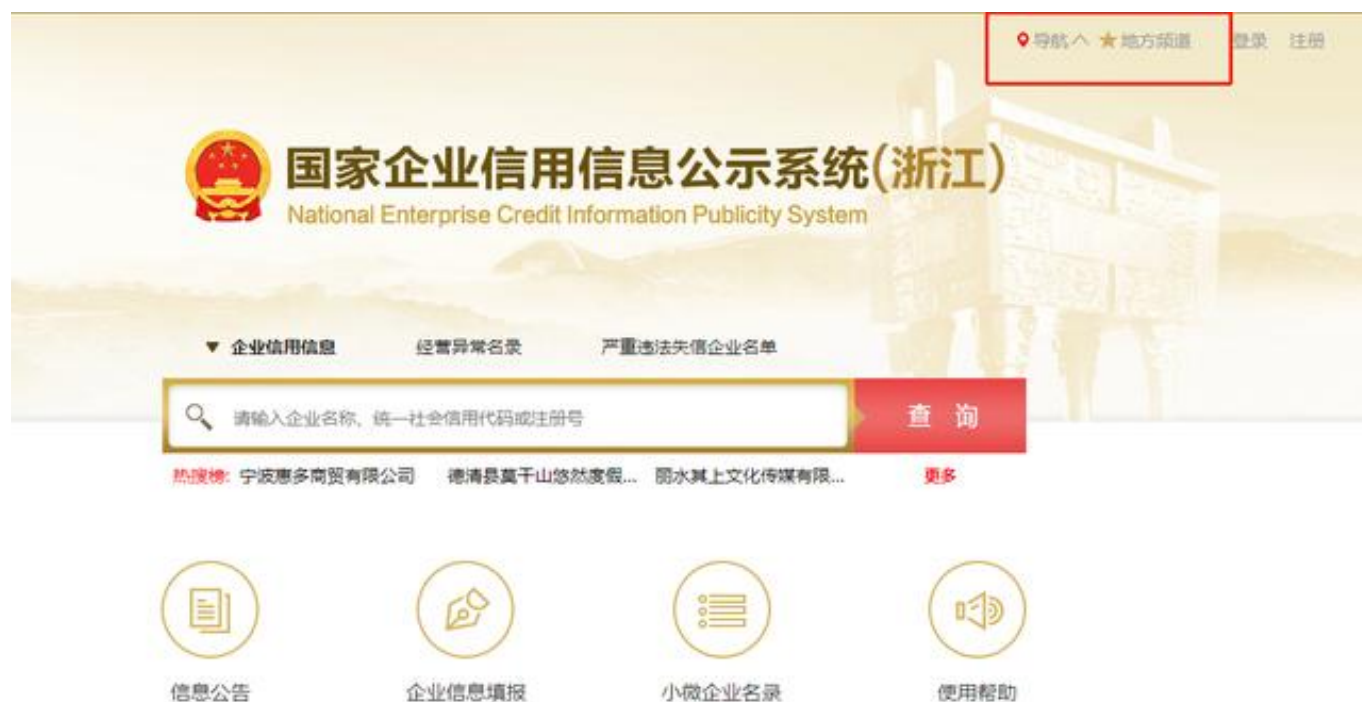 导航 地方频道 登录 注册
国家企业信用信息公示系统(浙江)
National Enterprise Credit Information Publicity System
企业信用信息 经营异常名录 严重违法失信企业名单
请输入企业名称、统一社会信用代码或注册号 查询
热搜榜: 宁波惠多商贸有限公司 德清县莫干山悠然度假... 丽水其上文化传媒有限... 更多
信息公告 企业信息填报 小微企业名录 使用帮助